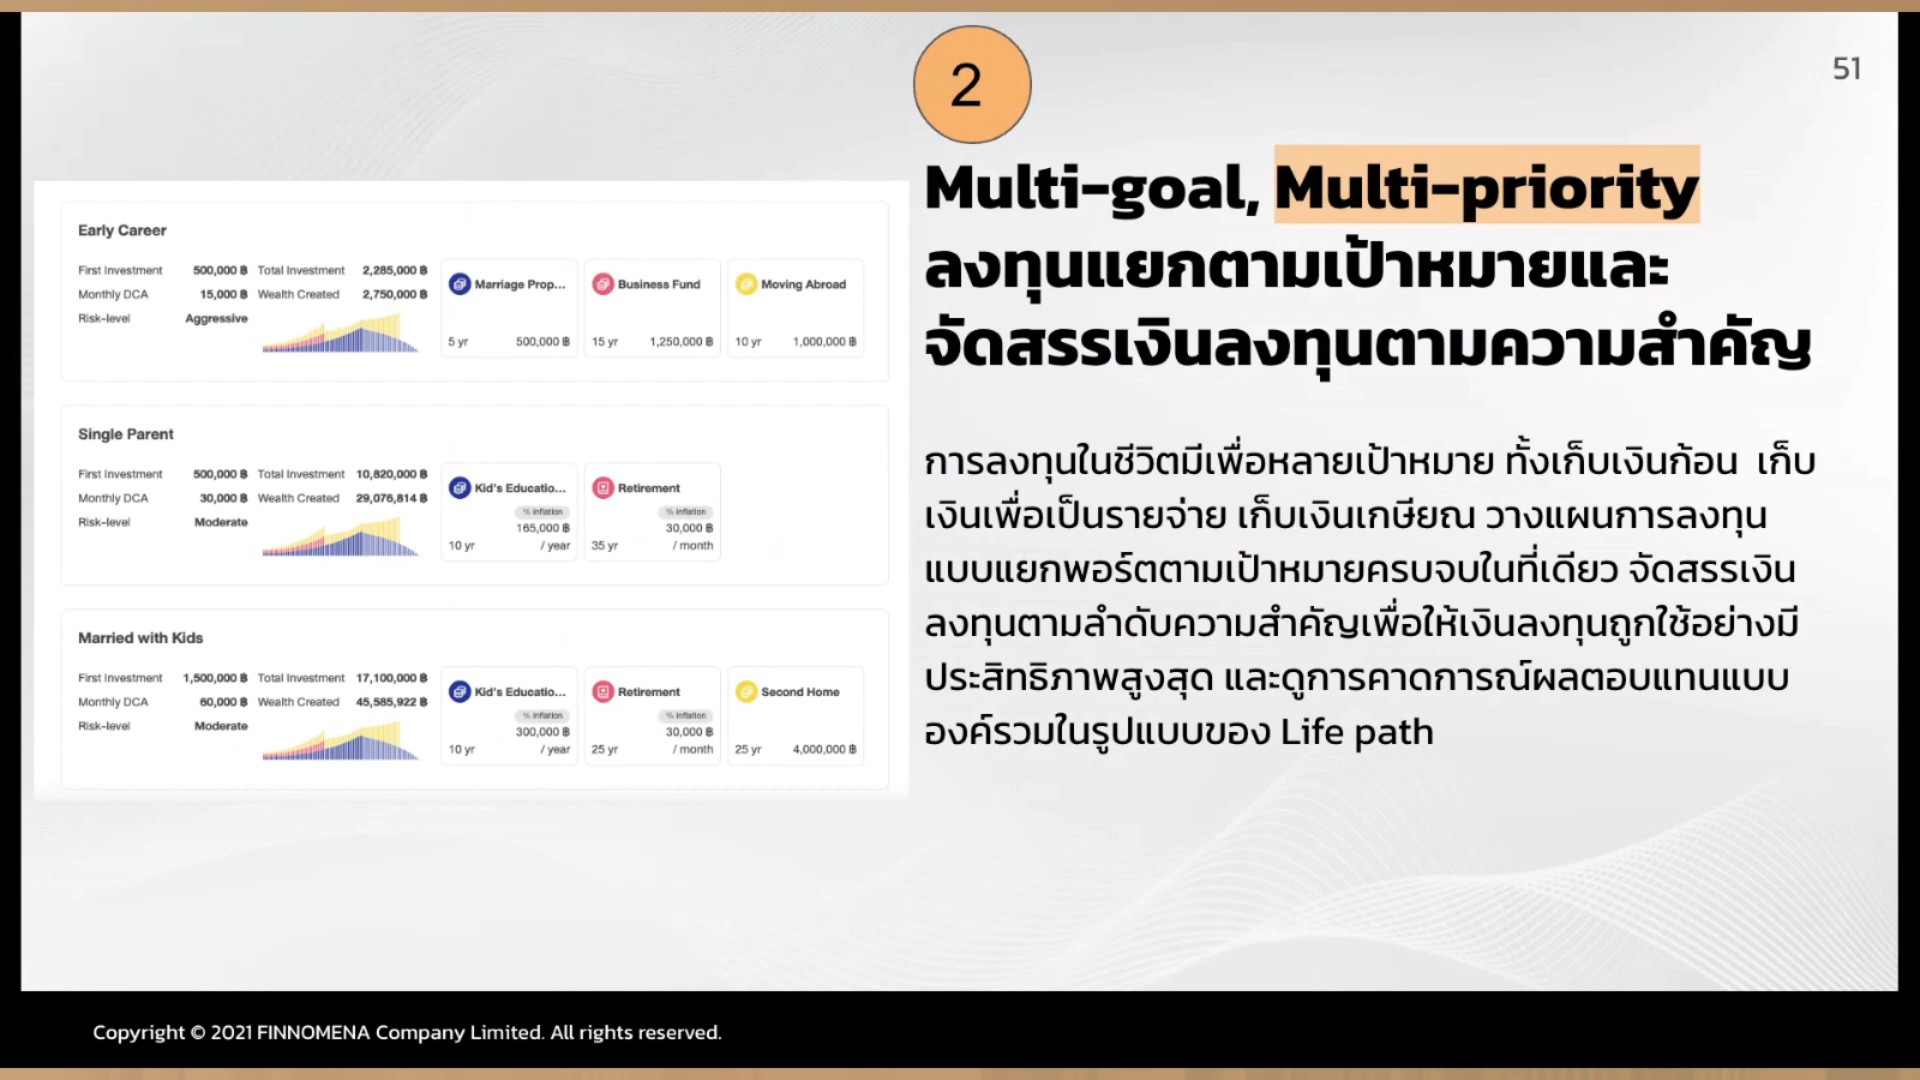 2
51
Multi-goal, Multi-priority
ลงทุนแยกตามเป้าหมายและ
จัดสรรเงินลงทุนตามความสำคัญ
การลงทุนในชีวิตมีเพื่อหลายเป้าหมาย ทั้งเก็บเงินก้อน เก็บ
เงินเพื่อเป็นรายจ่าย เก็บเงินเกษียณ วางแผนการลงทุน
แบบแยกพอร์ตตามเป้าหมายครบจบในที่เดียว จัดสรรเงิน
ลงทุนตามลำดับความสำคัญเพื่อให้เงินลงทุนถูกใช้อย่างมี
ประสิทธิภาพสูงสุด และดูการคาดการณ์ผลตอบแทนแบบ
องค์รวมในรูปแบบของ Life path
Early Career
First Investment 500,000 ฿ Total Investment 2,285,000 ฿
Monthly DCA 15,000 ฿ Wealth Created 2,750,000 ฿
Risk-level Aggressive
Marriage Prop... Business Fund Moving Abroad
5 yr 500,000 ฿ 15 yr 1,250,000 ฿ 10 yr 1,000,000 ฿
Single Parent
First Investment 500,000 ฿ Total Investment 10,820,000 ฿
Monthly DCA 30,000 ฿ Wealth Created 29,076,814 ฿
Risk-level Moderate
Kid's Educatio... Retirement
% Inflation % Inflation
165,000 ฿ 30,000 ฿
10 yr / year 35 yr / month
Married with Kids
First Investment 1,500,000 ฿ Total Investment 17,100,000 ฿
Monthly DCA 60,000 ฿ Wealth Created 45,585,922 ฿
Risk-level Moderate
Kid's Educatio... Retirement Second Home
% Inflation % Inflation
300,000 ฿ 30,000 ฿
10 yr / year 25 yr / month 25 yr 4,000,000 ฿
Copyright © 2021 FINNOMENA Company Limited. All rights reserved.